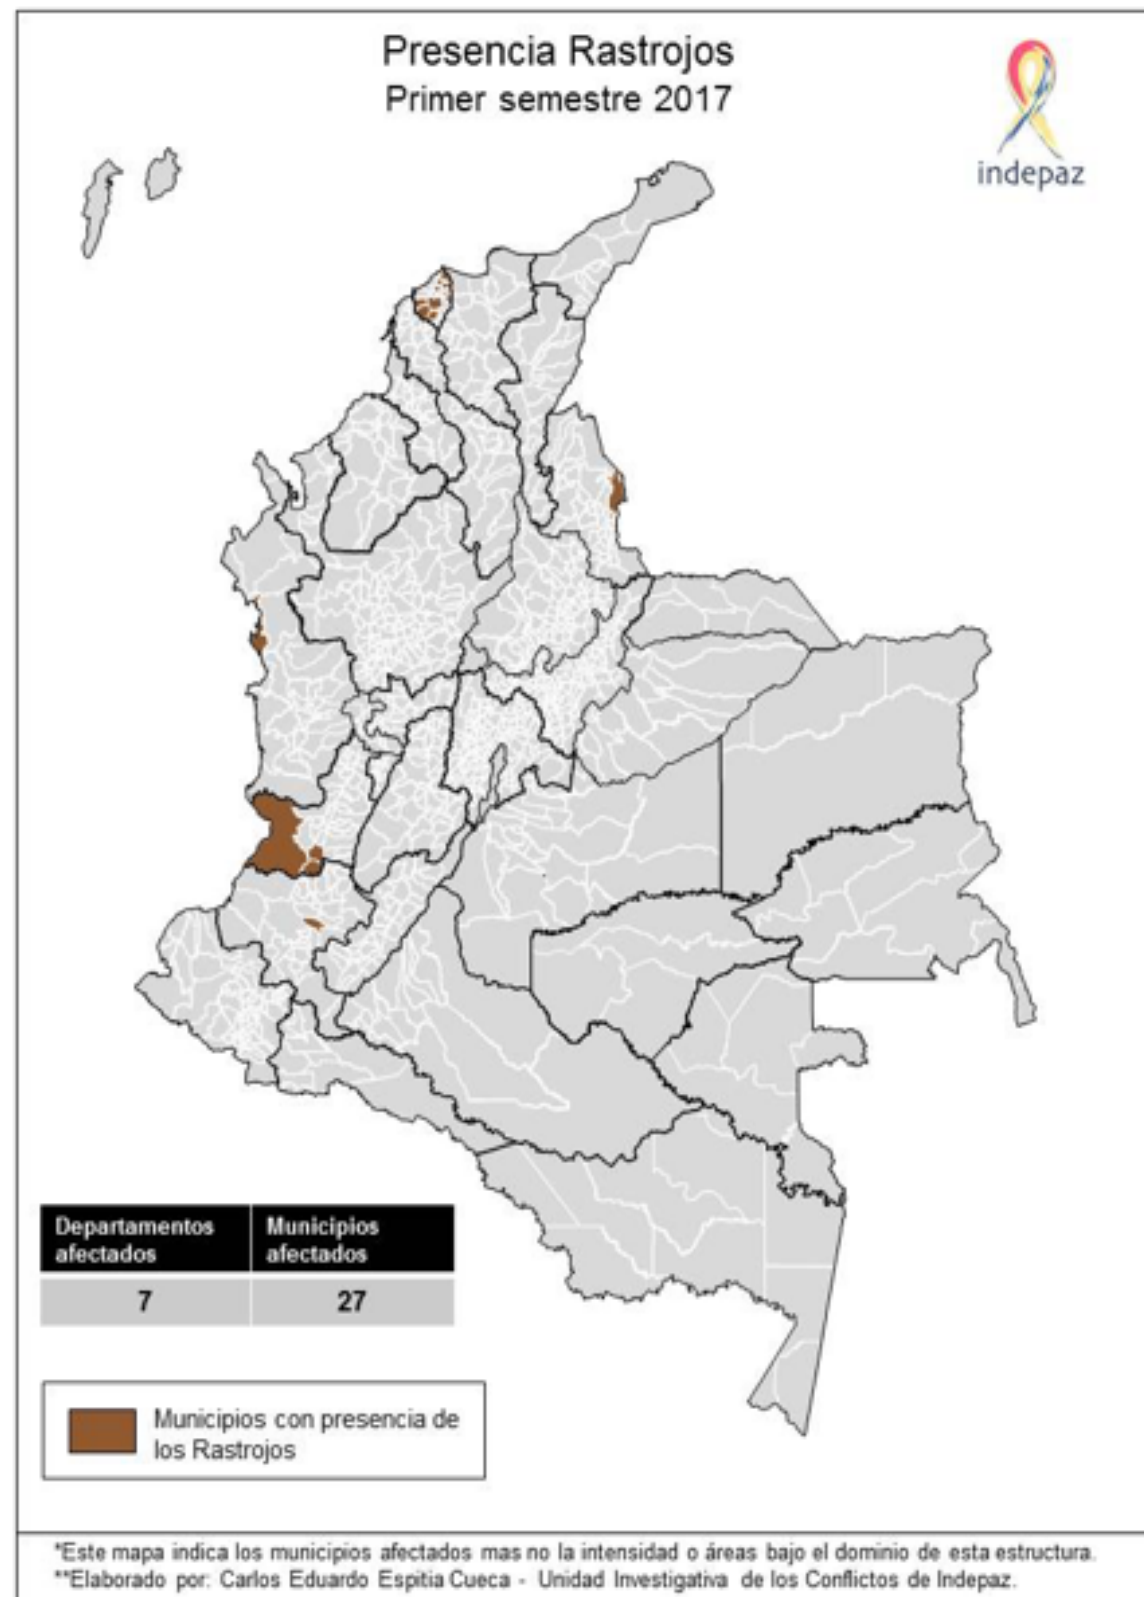 Presencia Rastrojos
Primer semestre 2017
indepaz
Departamentos afectados
Municipios afectados
7
27
Municipios con presencia de
los Rastrojos
*Este mapa indica los municipios afectados mas no la intensidad o áreas bajo el dominio de esta estructura.
**Elaborado por: Carlos Eduardo Espitia Cueca - Unidad Investigativa de los Conflictos de Indepaz.